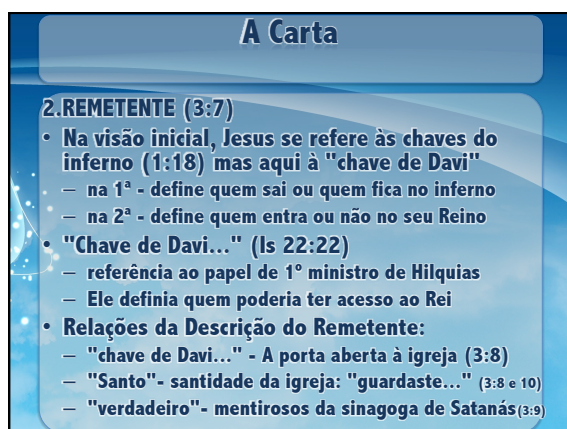 A Carta
2.REMETENTE (3:7)
• Na visão inicial, Jesus se refere às chaves do
inferno (1:18) mas aqui à "chave de Davi"
– na 1ª - define quem sai ou quem fica no inferno
– na 2ª - define quem entra ou não no seu Reino
• "Chave de Davi..." (Is 22:22)
– referência ao papel de 1º ministro de Hilquias
– Ele definia quem poderia ter acesso ao Rei
• Relações da Descrição do Remetente:
– "chave de Davi..." - A porta aberta à igreja (3:8)
– "Santo"- santidade da igreja: "guardaste..." (3:8 e 10)
– "verdadeiro"- mentirosos da sinagoga de Satanás(3:9)